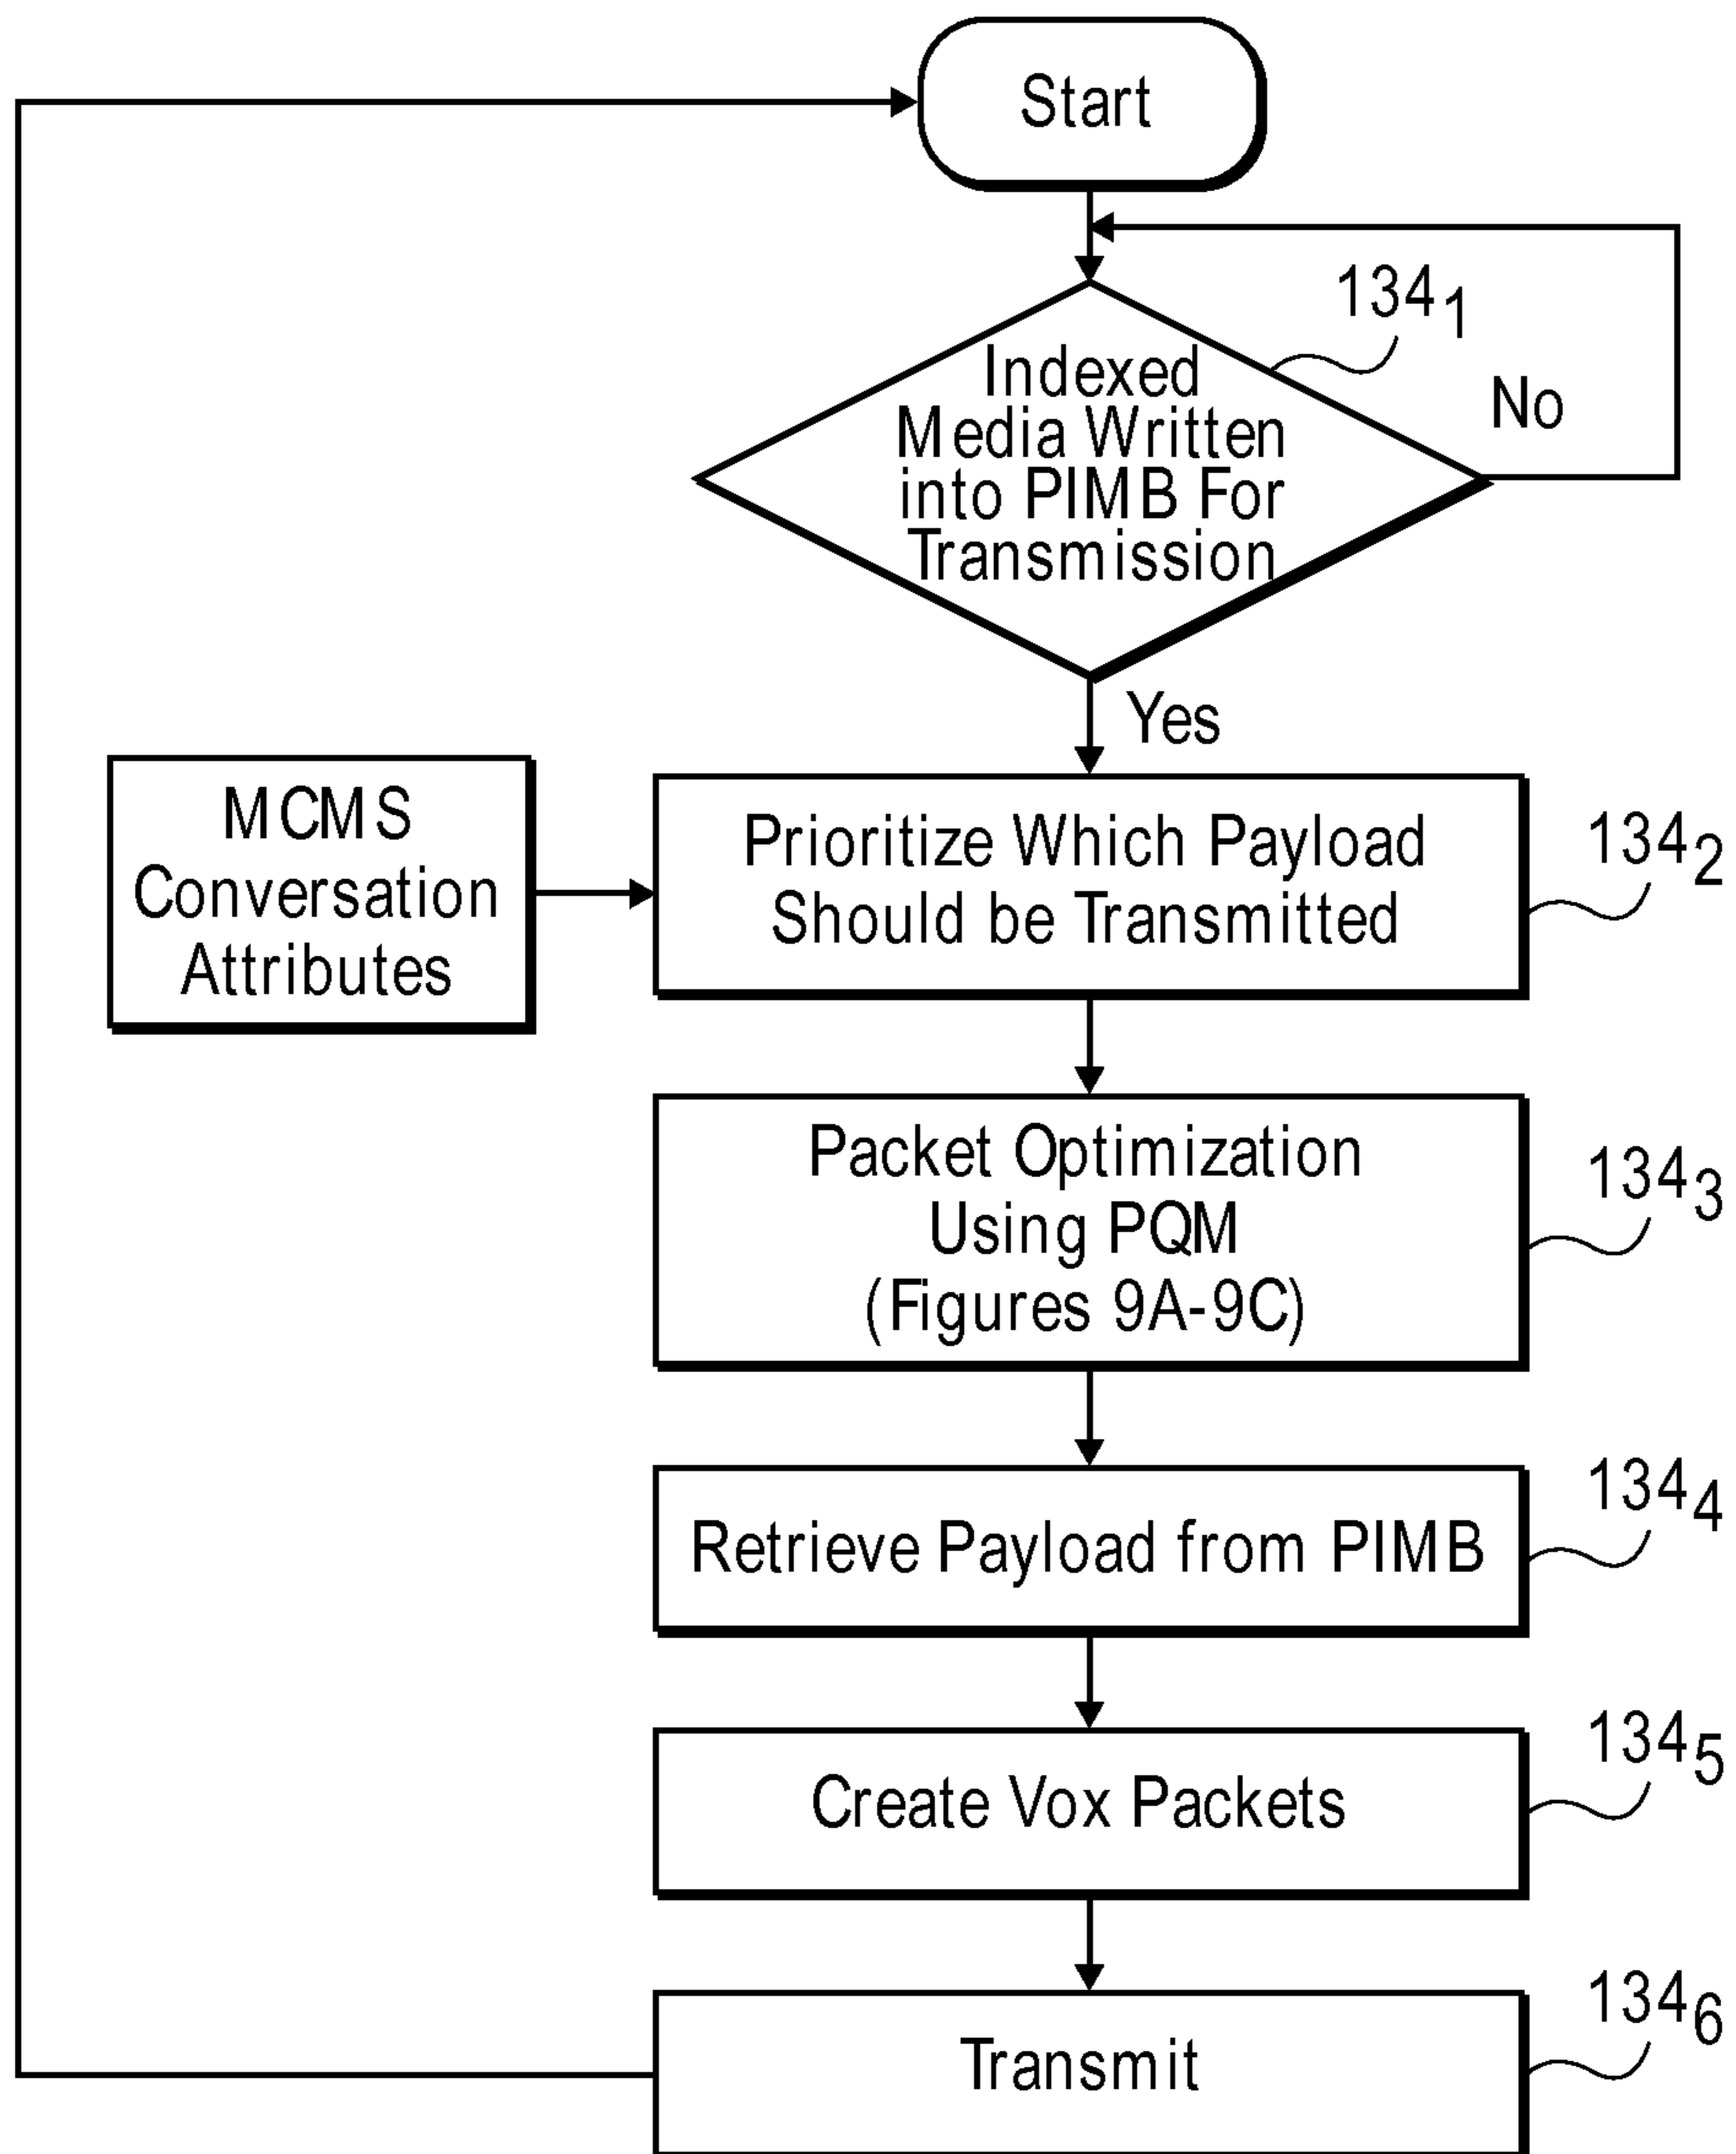 Start
134₁
Indexed
Media Written
into PIMB For
Transmission
No
Yes
MCMS
Conversation
Attributes
Prioritize Which Payload
Should be Transmitted
134₂
Packet Optimization
Using PQM
(Figures 9A-9C)
134₃
Retrieve Payload from PIMB
134₄
Create Vox Packets
134₅
Transmit
134₆